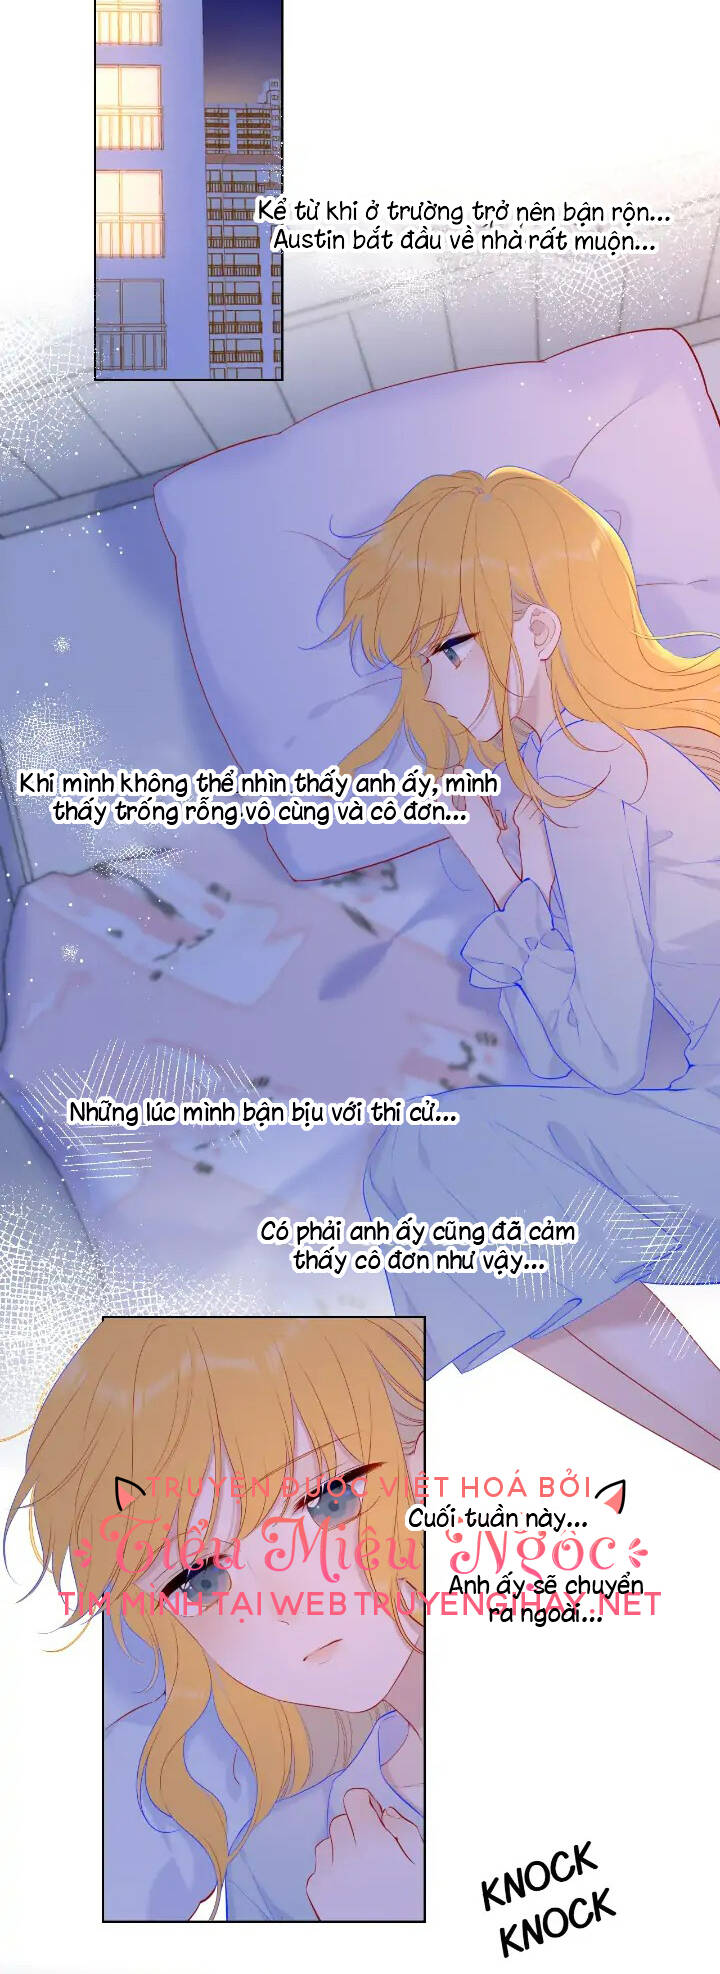 Kể từ khi ở trường trở nên bận rộn...
Austin bắt đầu về nhà rất muộn...
Khi mình không thể nhìn thấy anh ấy, mình
thấy trống rỗng vô cùng và cô đơn...
Những lúc mình bận bịu với thi cử...
Có phải anh ấy cũng đã cảm
thấy cô đơn như vậy...
TRUYỆN ĐƯỢC VIỆT HOÁ BỞI
Cuối tuần này...
Tiểu Miêu Ngốc
Anh ấy sẽ chuyển
ra ngoài...
TÌM MÌNH TẠI WEB TRUYENGIHAY.NET
KNOCK
KNOCK